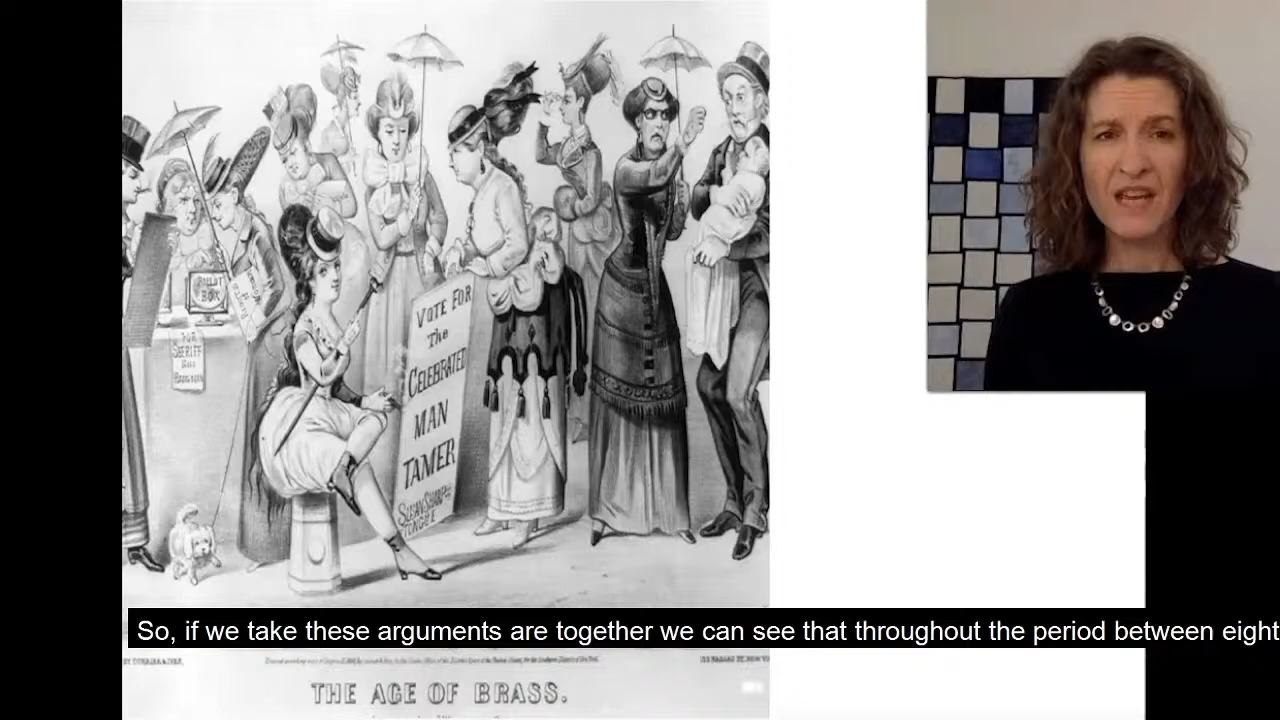 BALLOT
BOX
FOR
SHERIFF
VOTE FOR
The
CELEBRATED
MAN
TAMER
SUSAN SHARP=
TONGUE
So, if we take these arguments are together we can see that throughout the period between eight
THE AGE OF BRASS.